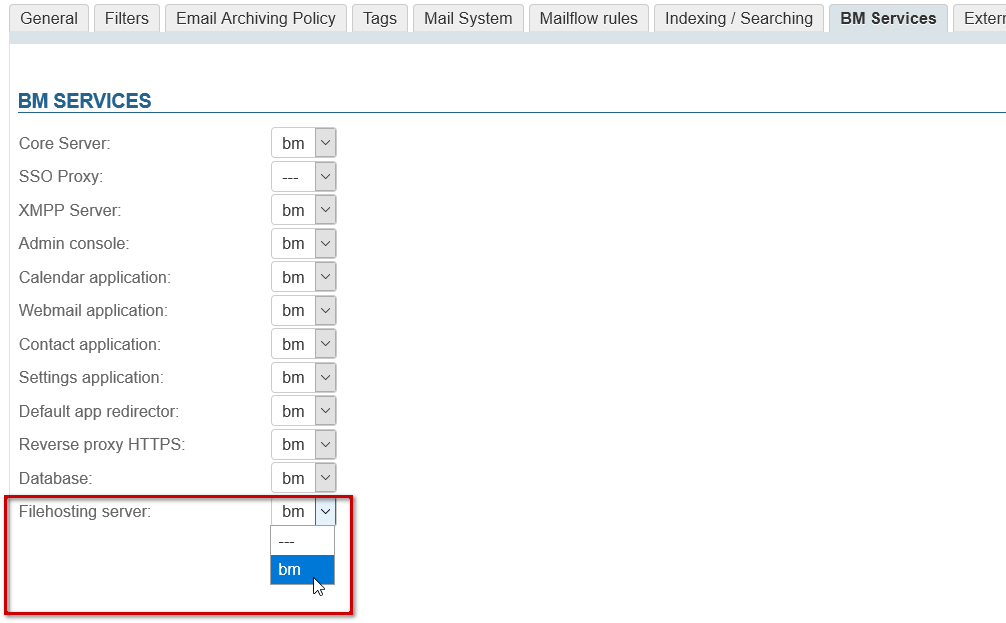 General Filters Email Archiving Policy Tags Mail System Mailflow rules Indexing / Searching BM Services Extern
BM SERVICES
Core Server: bm
SSO Proxy: ---
XMPP Server: bm
Admin console: bm
Calendar application: bm
Webmail application: bm
Contact application: bm
Settings application: bm
Default app redirector: bm
Reverse proxy HTTPS: bm
Database: bm
Filehosting server: bm
---
bm